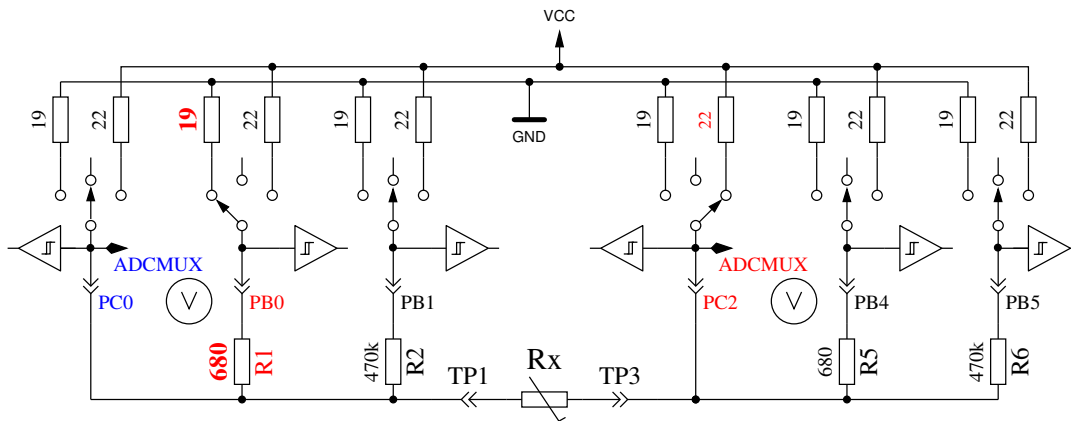 VCC
19
22
19
22
19
22
GND
22
19
22
19
22
19
ADCMUX
ADCMUX
PC0
V
PB0
PB1
PC2
V
PB4
PB5
680
R1
470k
R2
TP1
Rx
TP3
680
R5
470k
R6